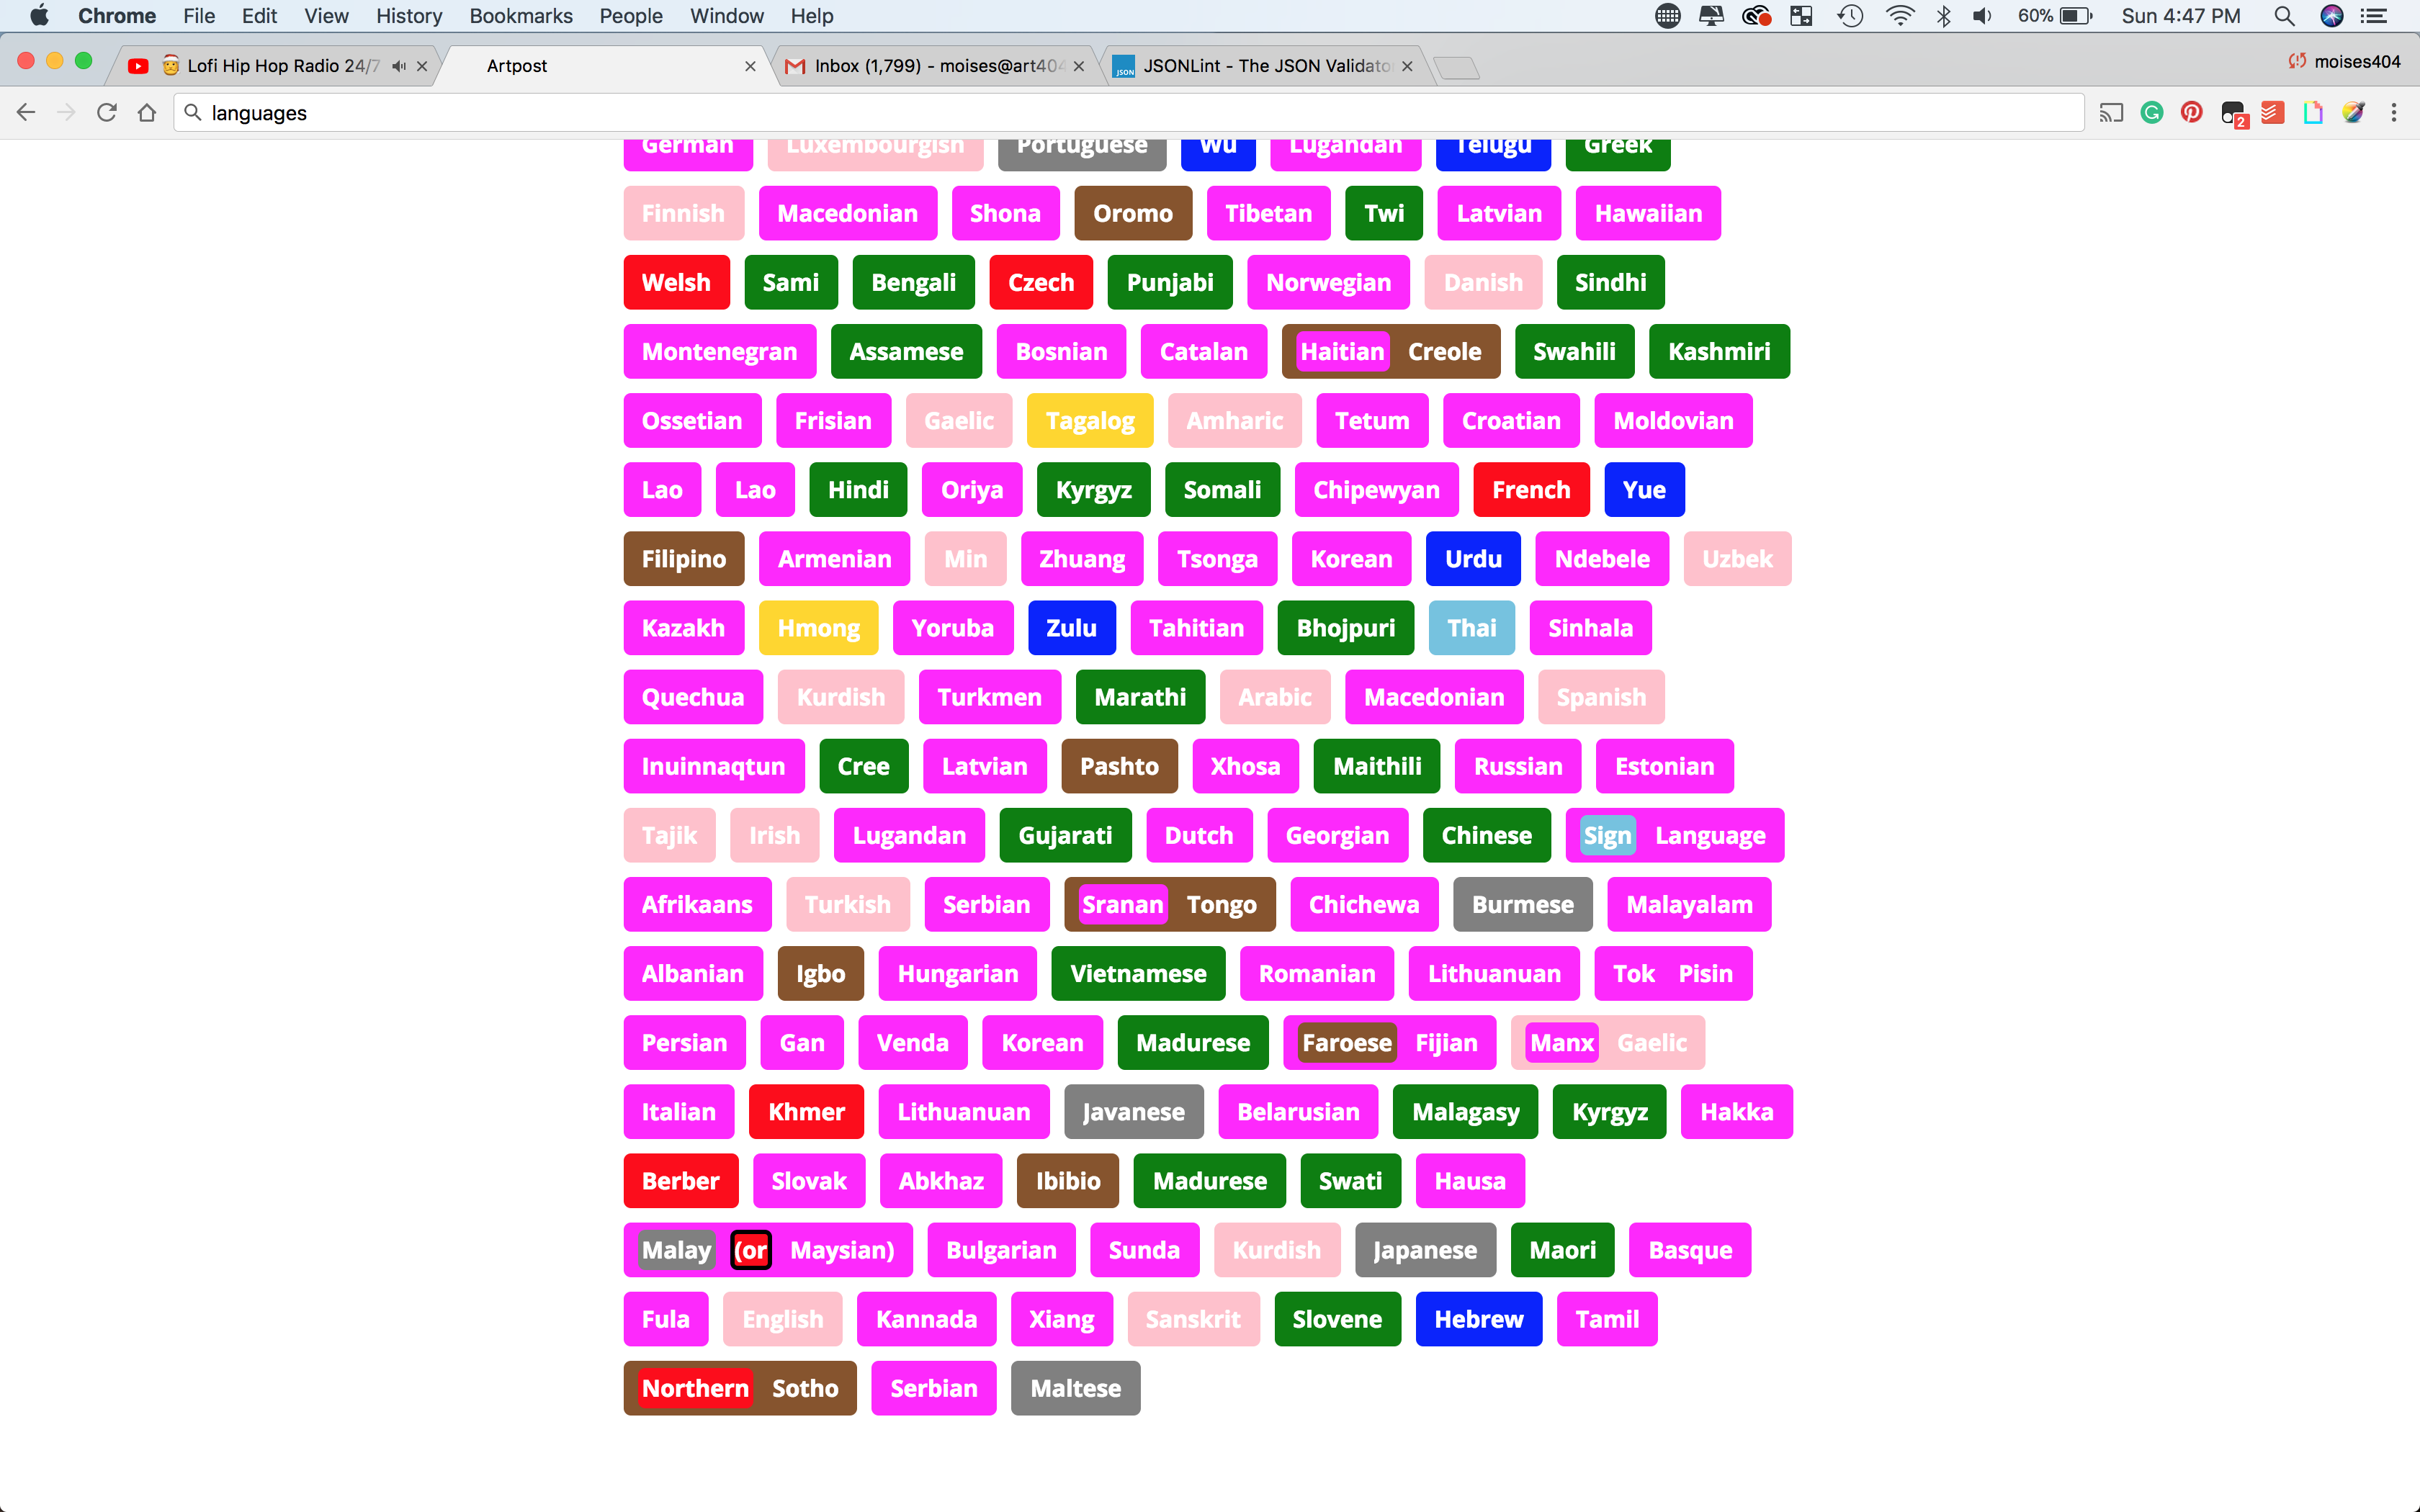 Chrome File Edit View History Bookmarks People Window Help 60% Sun 4:47 PM
Lofi Hip Hop Radio 24/7 Artpost Inbox (1,799) - moises@art404 JSON JSONLint - The JSON Validator moises404
languages 2
German Luxembourgish Portuguese Wu Lugandan Telugu Greek
Finnish Macedonian Shona Oromo Tibetan Twi Latvian Hawaiian
Welsh Sami Bengali Czech Punjabi Norwegian Danish Sindhi
Montenegran Assamese Bosnian Catalan Haitian Creole Swahili Kashmiri
Ossetian Frisian Gaelic Tagalog Amharic Tetum Croatian Moldovian
Lao Lao Hindi Oriya Kyrgyz Somali Chipewyan French Yue
Filipino Armenian Min Zhuang Tsonga Korean Urdu Ndebele Uzbek
Kazakh Hmong Yoruba Zulu Tahitian Bhojpuri Thai Sinhala
Quechua Kurdish Turkmen Marathi Arabic Macedonian Spanish
Inuinnaqtun Cree Latvian Pashto Xhosa Maithili Russian Estonian
Tajik Irish Lugandan Gujarati Dutch Georgian Chinese Sign Language
Afrikaans Turkish Serbian Sranan Tongo Chichewa Burmese Malayalam
Albanian Igbo Hungarian Vietnamese Romanian Lithuanuan Tok Pisin
Persian Gan Venda Korean Madurese Faroese Fijian Manx Gaelic
Italian Khmer Lithuanuan Javanese Belarusian Malagasy Kyrgyz Hakka
Berber Slovak Abkhaz Ibibio Madurese Swati Hausa
Malay (or Maysian) Bulgarian Sunda Kurdish Japanese Maori Basque
Fula English Kannada Xiang Sanskrit Slovene Hebrew Tamil
Northern Sotho Serbian Maltese